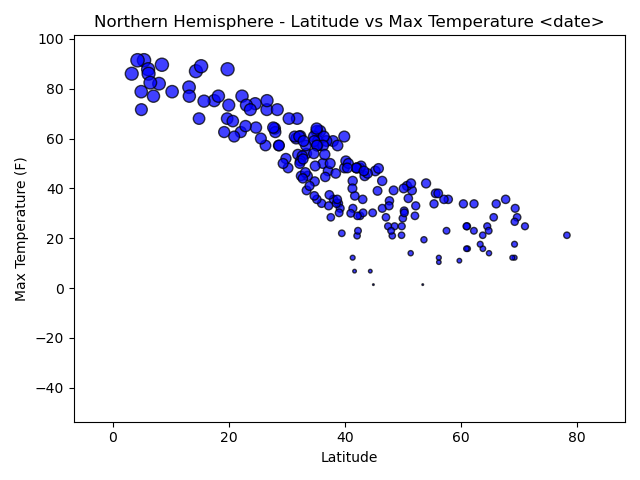 Northern Hemisphere - Latitude vs Max Temperature <date>
100
80
60
40
20
0
−20
−40
Max Temperature (F)
0 20 40 60 80
Latitude